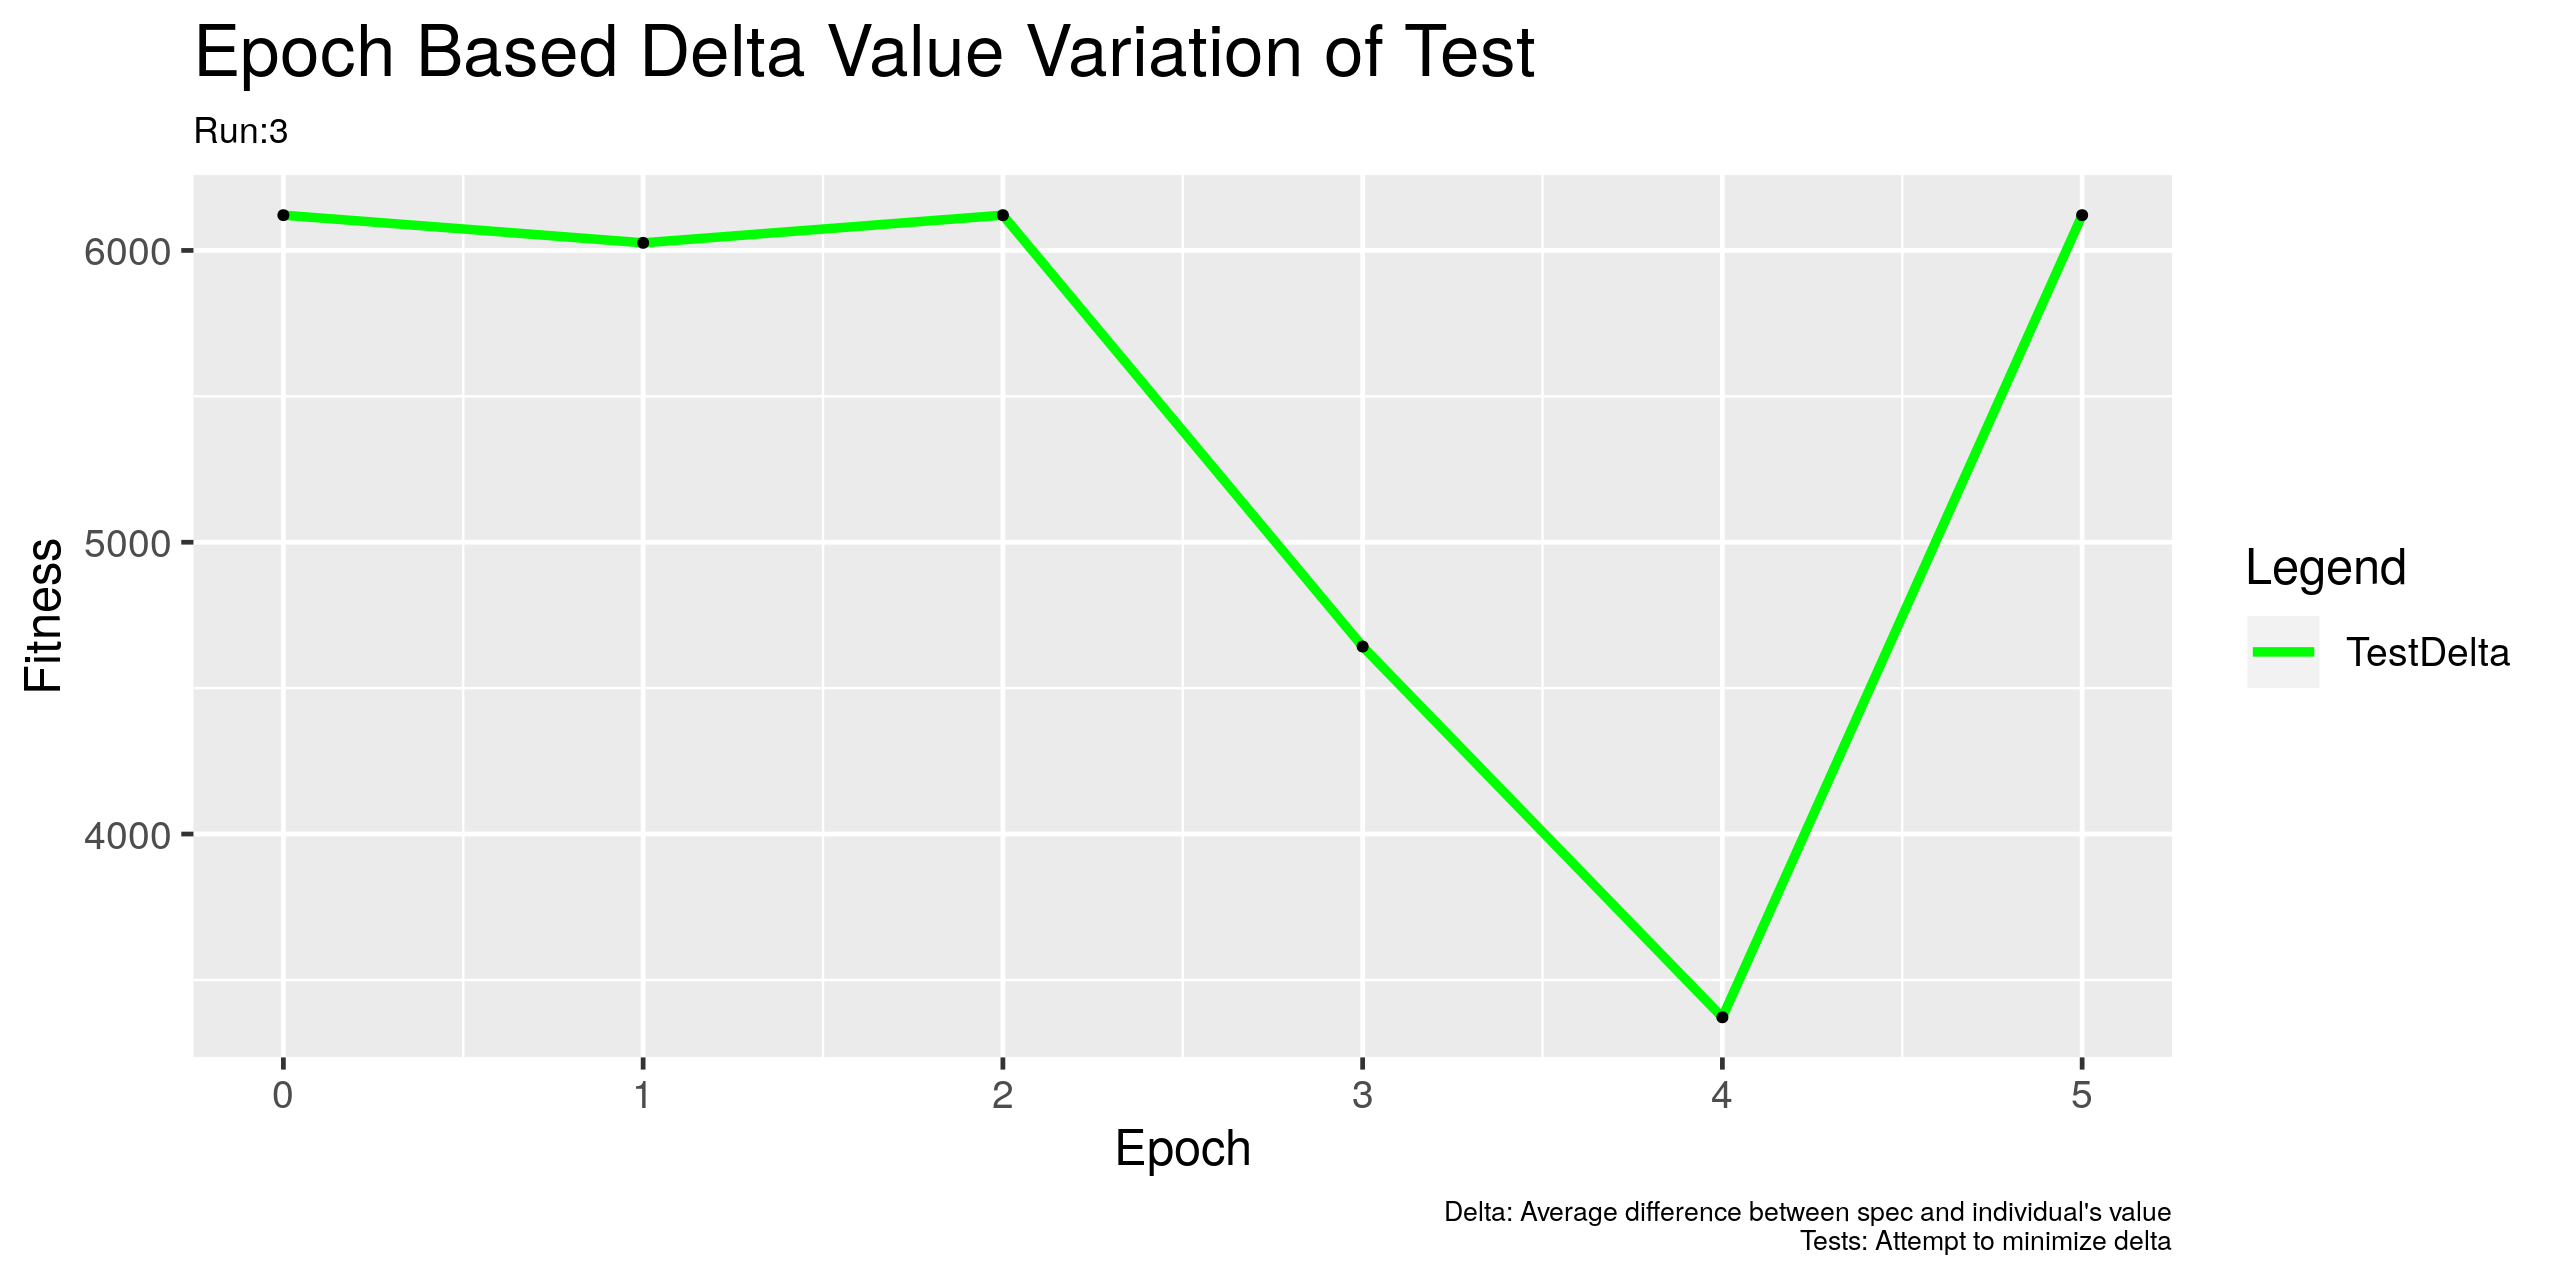 Epoch Based Delta Value Variation of Test
Run:3
Fitness
6000
5000
4000
0 1 2 3 4 5
Epoch
Legend
TestDelta
Delta: Average difference between spec and individual's value
Tests: Attempt to minimize delta